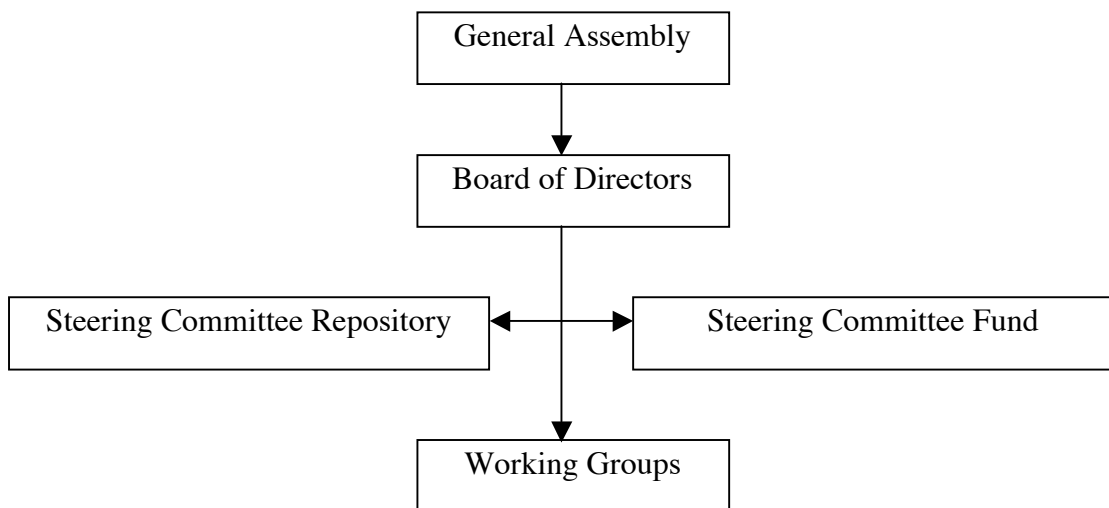 General Assembly
Board of Directors
Steering Committee Repository
Steering Committee Fund
Working Groups